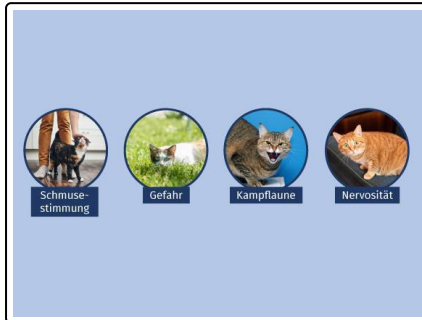 Schmuse-
stimmung
Gefahr
Kampflaune
Nervosität